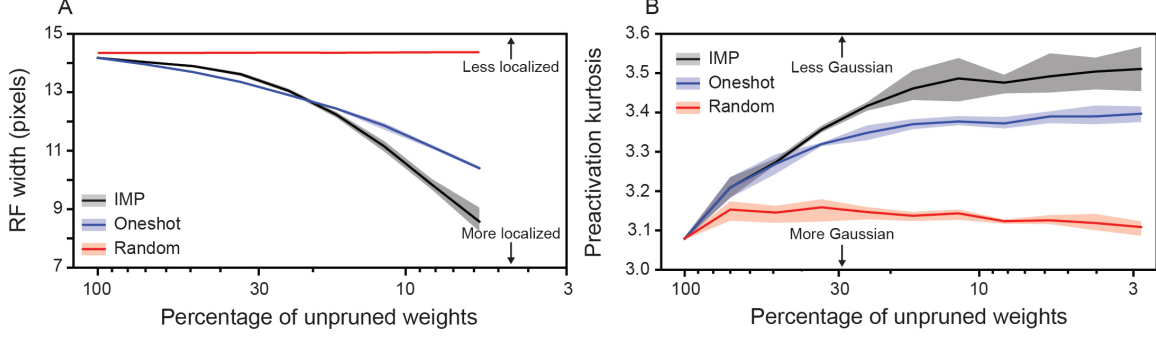 A
RF width (pixels)
15
13
11
9
7
Less localized
IMP
Oneshot
Random
More localized
100
30
10
3
Percentage of unpruned weights
B
Preactivation kurtosis
3.6
3.5
3.4
3.3
3.2
3.1
3.0
IMP
Oneshot
Random
Less Gaussian
More Gaussian
100
30
10
3
Percentage of unpruned weights